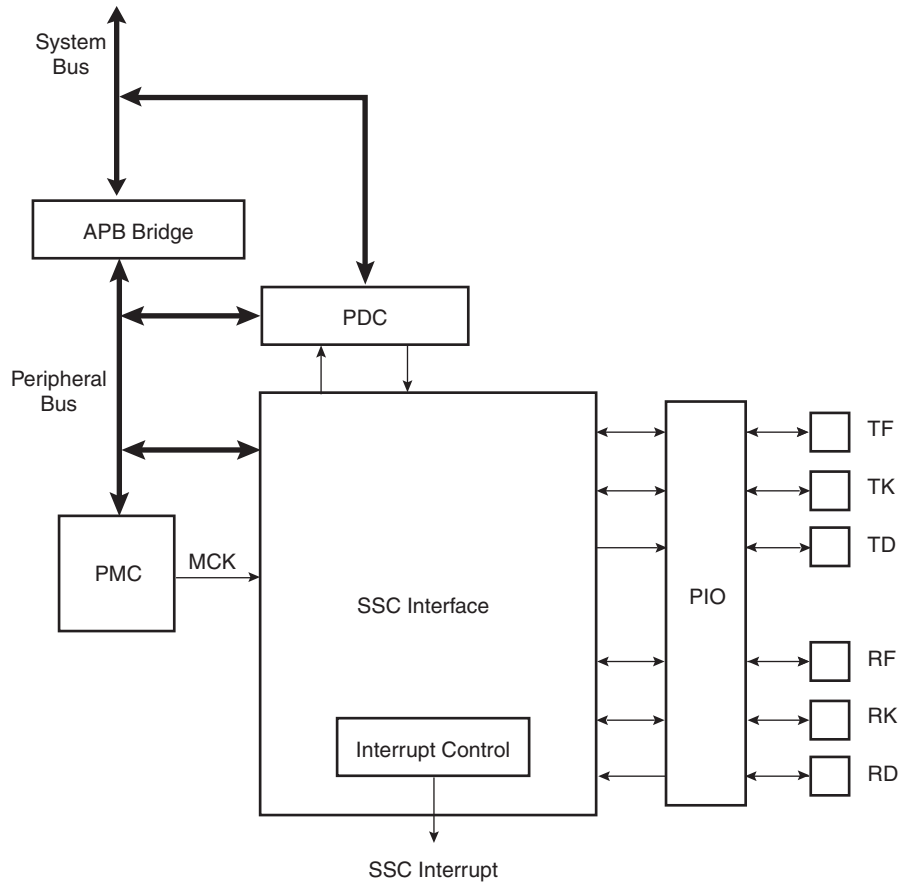 System
Bus
APB Bridge
PDC
Peripheral
Bus
TF
TK
TD
PMC
MCK
SSC Interface
PIO
RF
RK
RD
Interrupt Control
SSC Interrupt